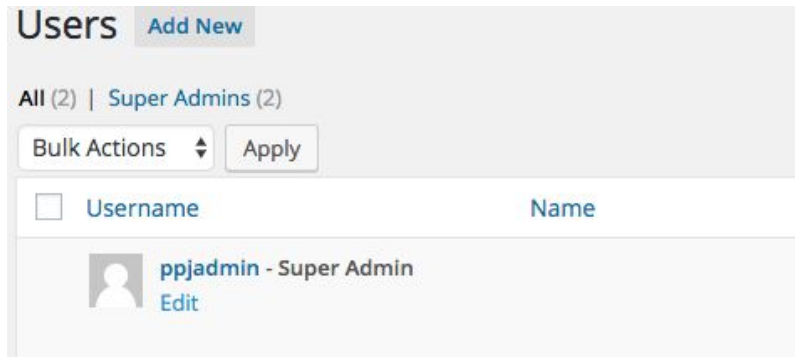 Users Add New
All (2) | Super Admins (2)
Bulk Actions Apply
Username Name
ppjadmin - Super Admin
Edit